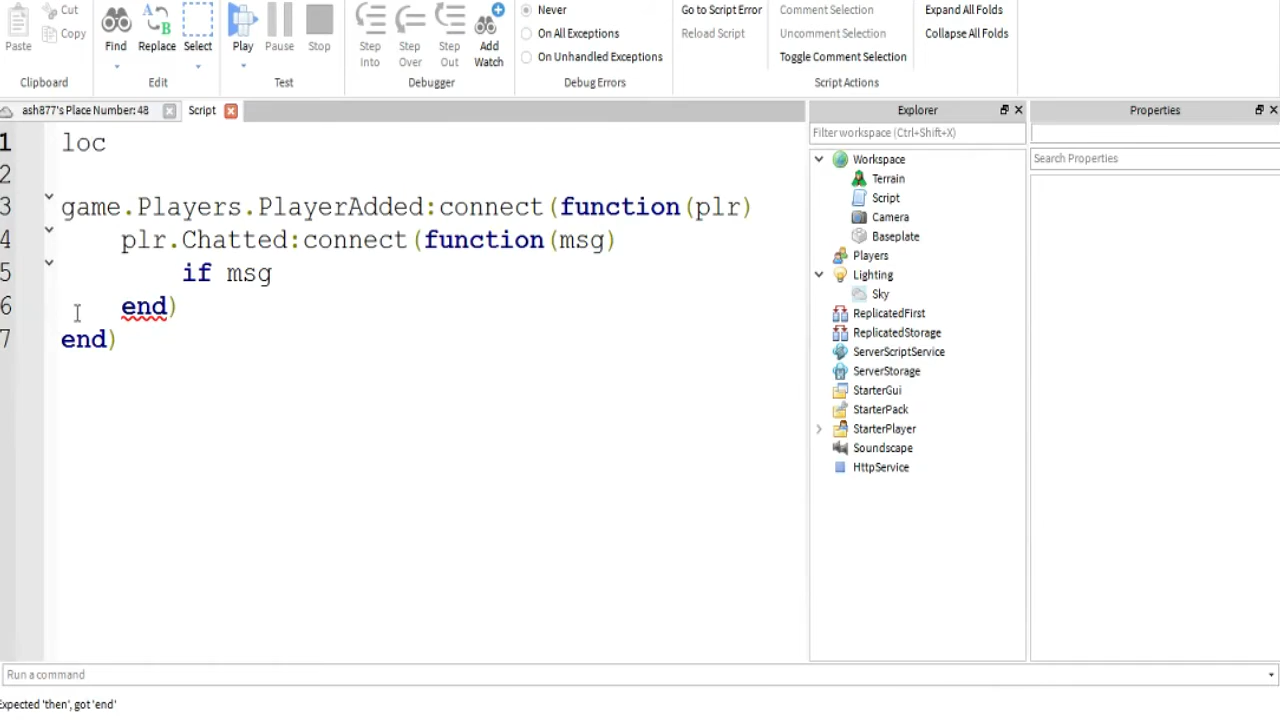 Cut
Paste
Copy
Clipboard
Find
Replace
Select
Edit
Play
Pause
Stop
Test
Step Into
Step Over
Step Out
Add Watch
Debugger
Never
On All Exceptions
On Unhandled Exceptions
Debug Errors
Go to Script Error
Reload Script
Comment Selection
Uncomment Selection
Toggle Comment Selection
Expand All Folds
Collapse All Folds
Script Actions
ash877's Place Number: 48
Script
1 loc
2
3 game.Players.PlayerAdded:connect(function(plr)
4 plr.Chatted:connect(function(msg)
5 if msg
6 end)
7 end)
Explorer
Filter workspace (Ctrl+Shift+X)
Workspace
Terrain
Script
Camera
Baseplate
Players
Lighting
Sky
ReplicatedFirst
ReplicatedStorage
ServerScriptService
ServerStorage
StarterGui
StarterPack
StarterPlayer
Soundscape
HttpService
Properties
Search Properties
Run a command
Expected 'then', got 'end'